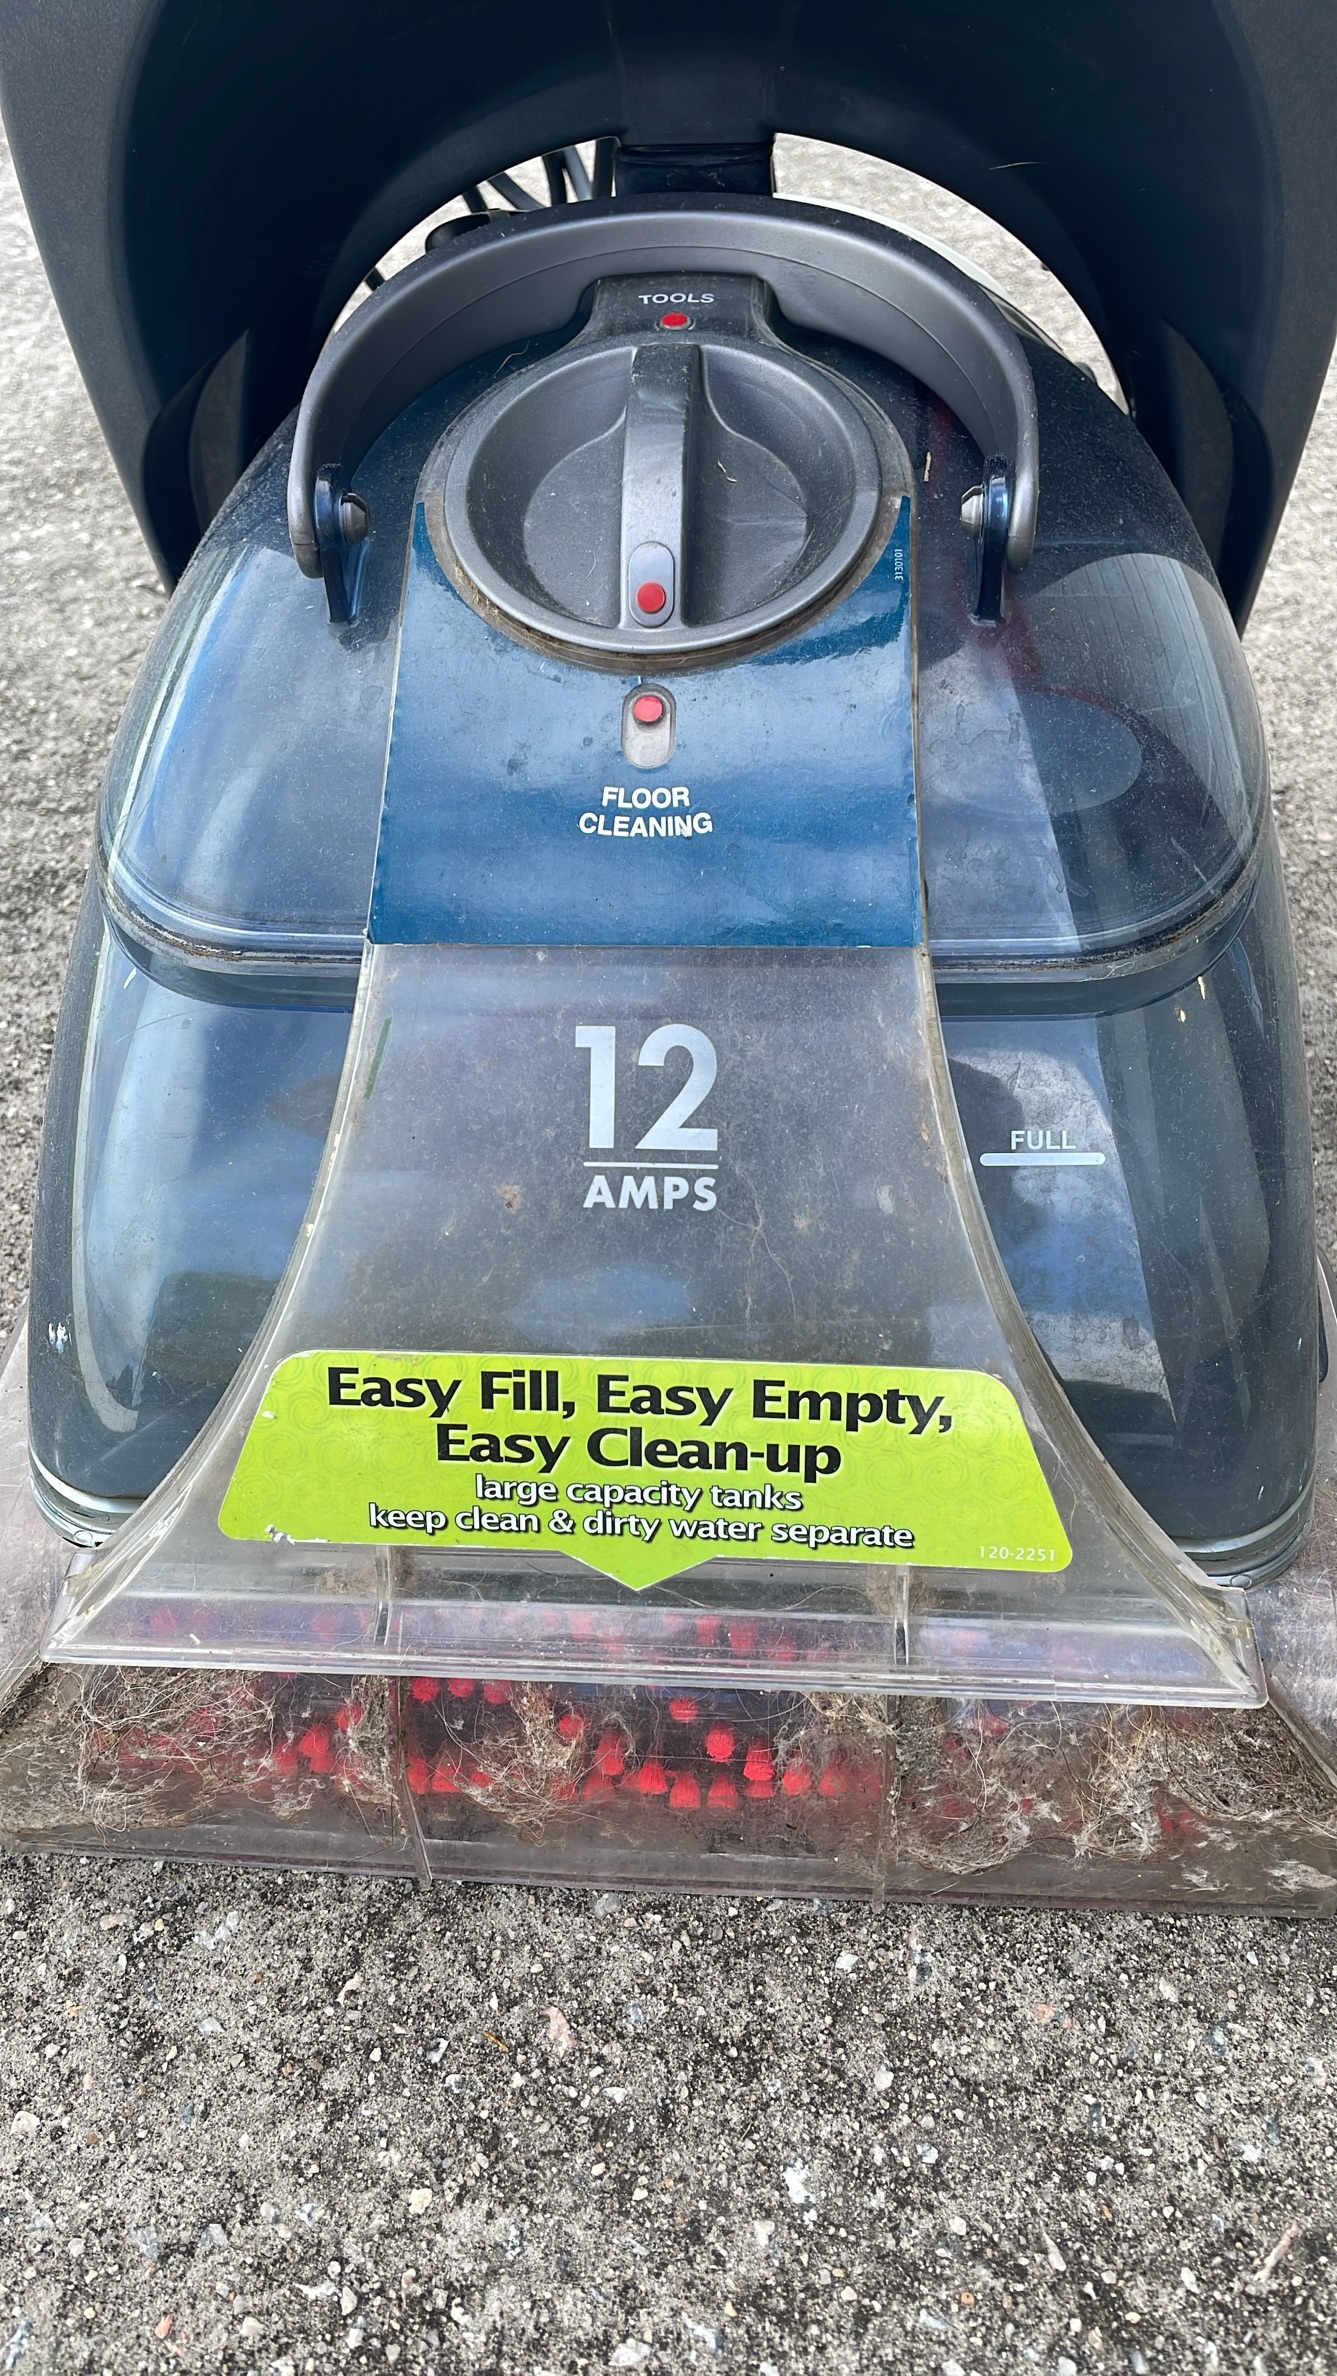 TOOLS
3130101
FLOOR
CLEANING
12
AMPS
FULL
Easy Fill, Easy Empty,
Easy Clean-up
large capacity tanks
keep clean & dirty water separate
120-2251